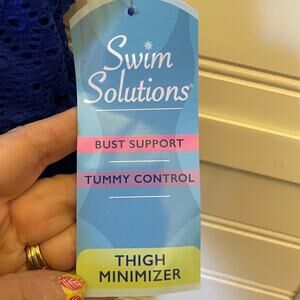 Swim
Solutions®
BUST SUPPORT
TUMMY CONTROL
THIGH
MINIMIZER